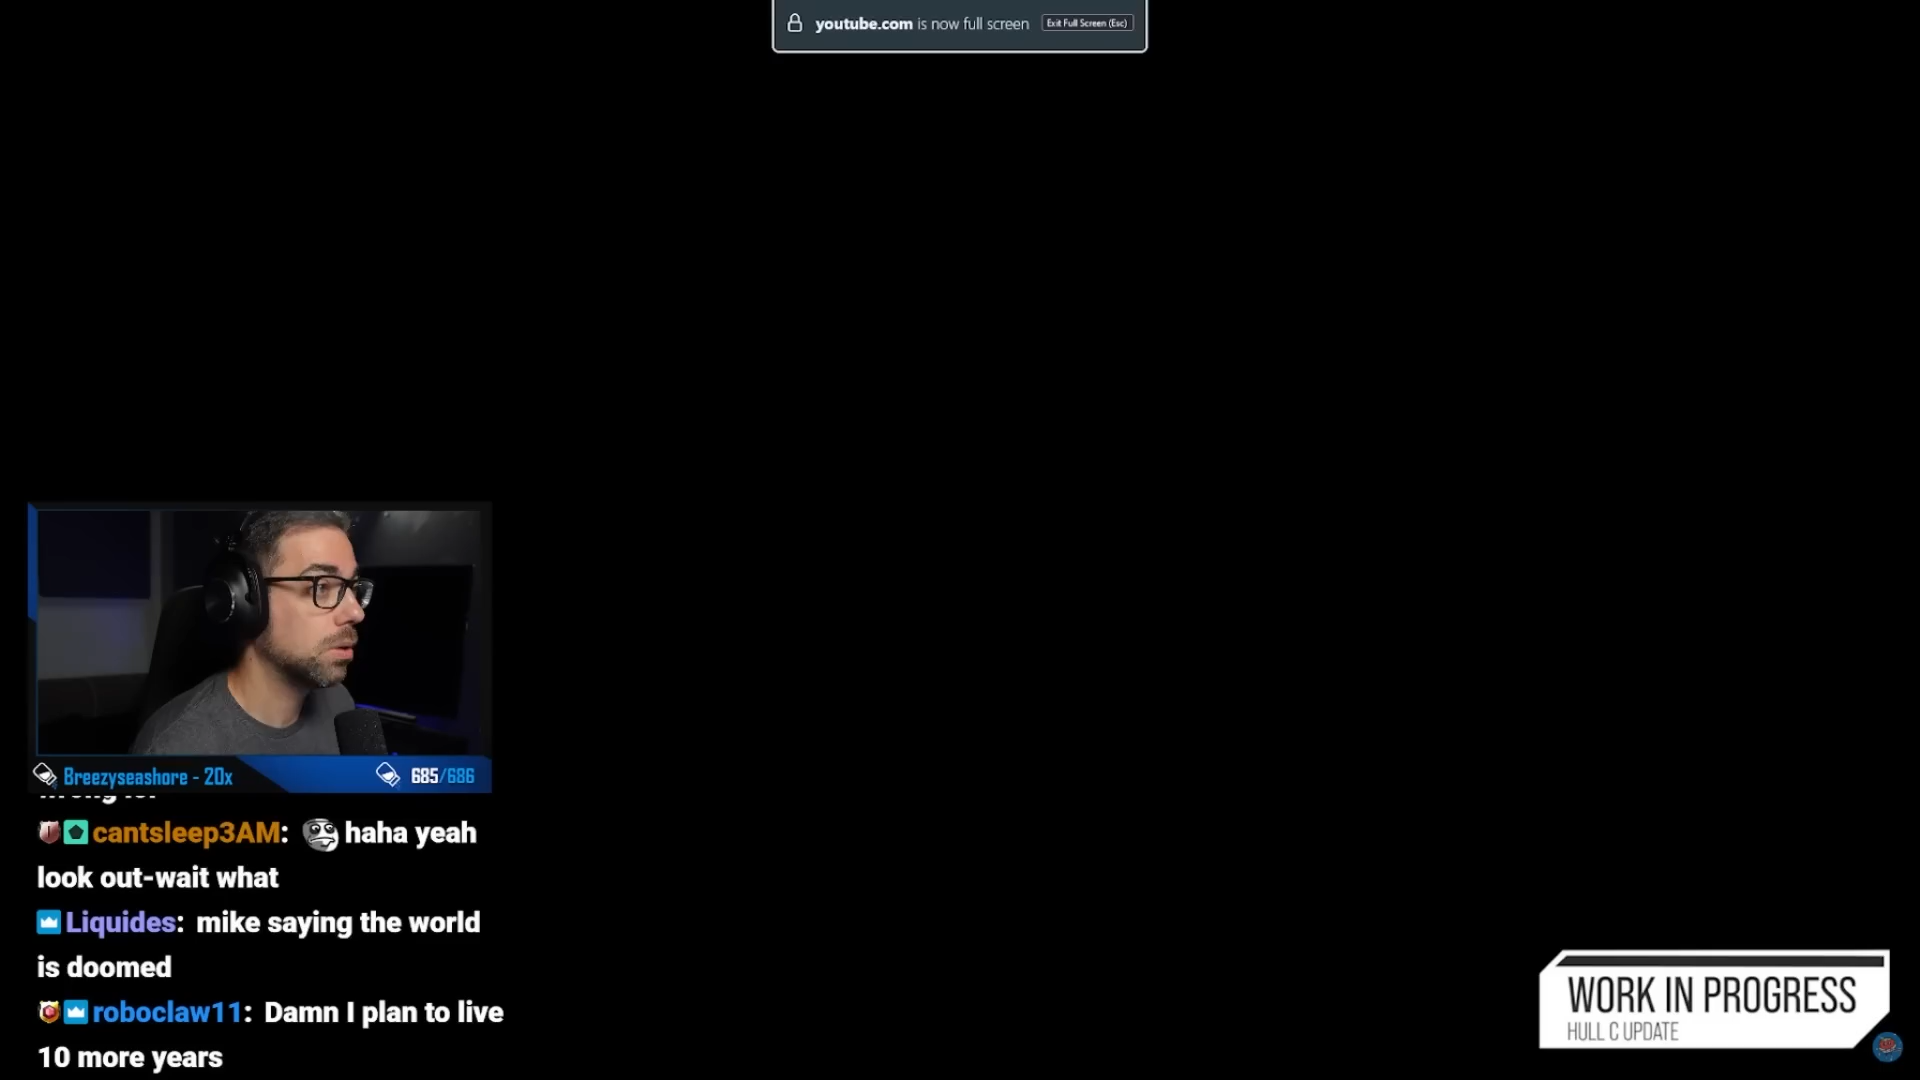 youtube.com is now full screen Exit Full Screen (Esc)
Breezyseashore - 20x 685/686
cantsleep3AM: haha yeah
look out-wait what
Liquides: mike saying the world
is doomed
roboclaw11: Damn I plan to live
10 more years
WORK IN PROGRESS
HULL C UPDATE